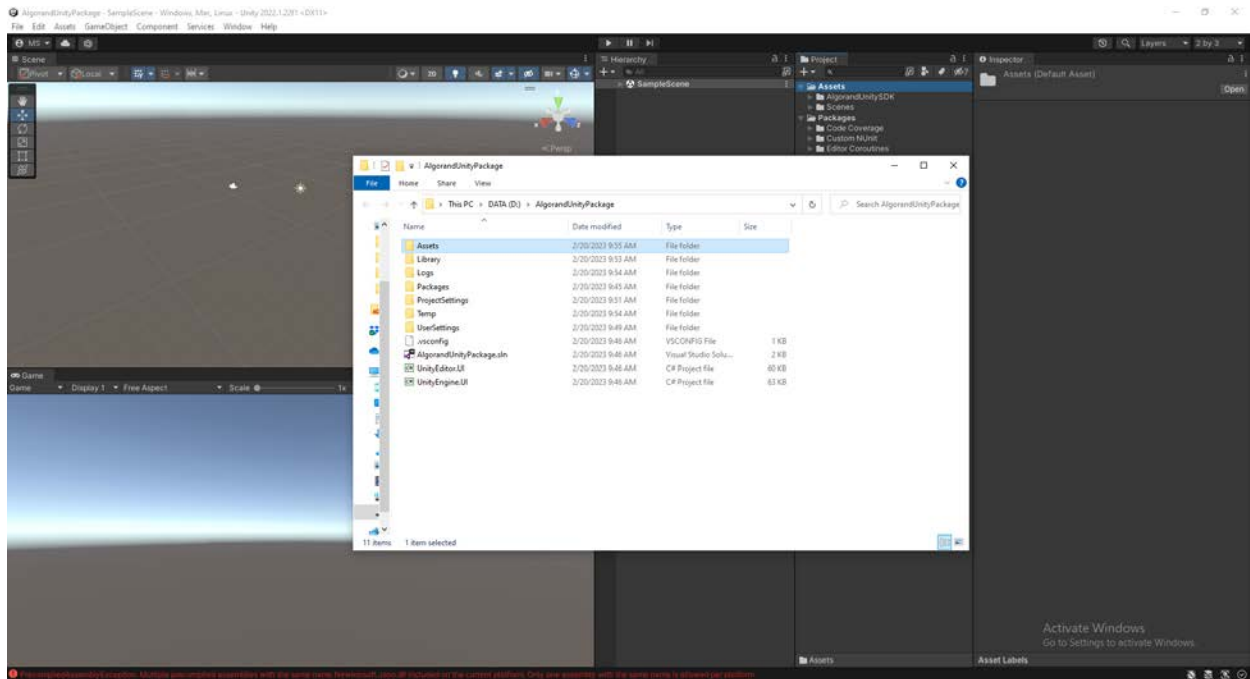 AlgorandUnityPackage - SampleScene - Windows, Mac, Linux - Unity 2022.1.22f1 <DX11>
File Edit Assets GameObject Component Services Window Help
MS
Layers 2 by 3
Scene
Hierarchy
Project
Inspector
Pivot Local
2D
All
SampleScene
Assets
AlgorandUnitySDK
Scenes
Packages
Code Coverage
Custom NUnit
Editor Coroutines
Assets (Default Asset)
Open
< Persp
AlgorandUnityPackage
File Home Share View
This PC > DATA (D:) > AlgorandUnityPackage
Search AlgorandUnityPackage
Name Date modified Type Size
Assets 2/20/2023 9:55 AM File folder
Library 2/20/2023 9:53 AM File folder
Logs 2/20/2023 9:54 AM File folder
Packages 2/20/2023 9:45 AM File folder
ProjectSettings 2/20/2023 9:51 AM File folder
Temp 2/20/2023 9:54 AM File folder
UserSettings 2/20/2023 9:49 AM File folder
.vsconfig 2/20/2023 9:46 AM VSCONFIG File 1 KB
AlgorandUnityPackage.sln 2/20/2023 9:46 AM Visual Studio Solu... 2 KB
UnityEditor.UI 2/20/2023 9:46 AM C# Project file 60 KB
UnityEngine.UI 2/20/2023 9:46 AM C# Project file 63 KB
11 items 1 item selected
Game
Game Display 1 Free Aspect Scale 1x
Activate Windows
Go to Settings to activate Windows.
Assets
Asset Labels
PrecompiledAssemblyException: Multiple precompiled assemblies with the same name Newtonsoft.Json.dll included on the current platform. Only one assembly with the same name is allowed per platform.